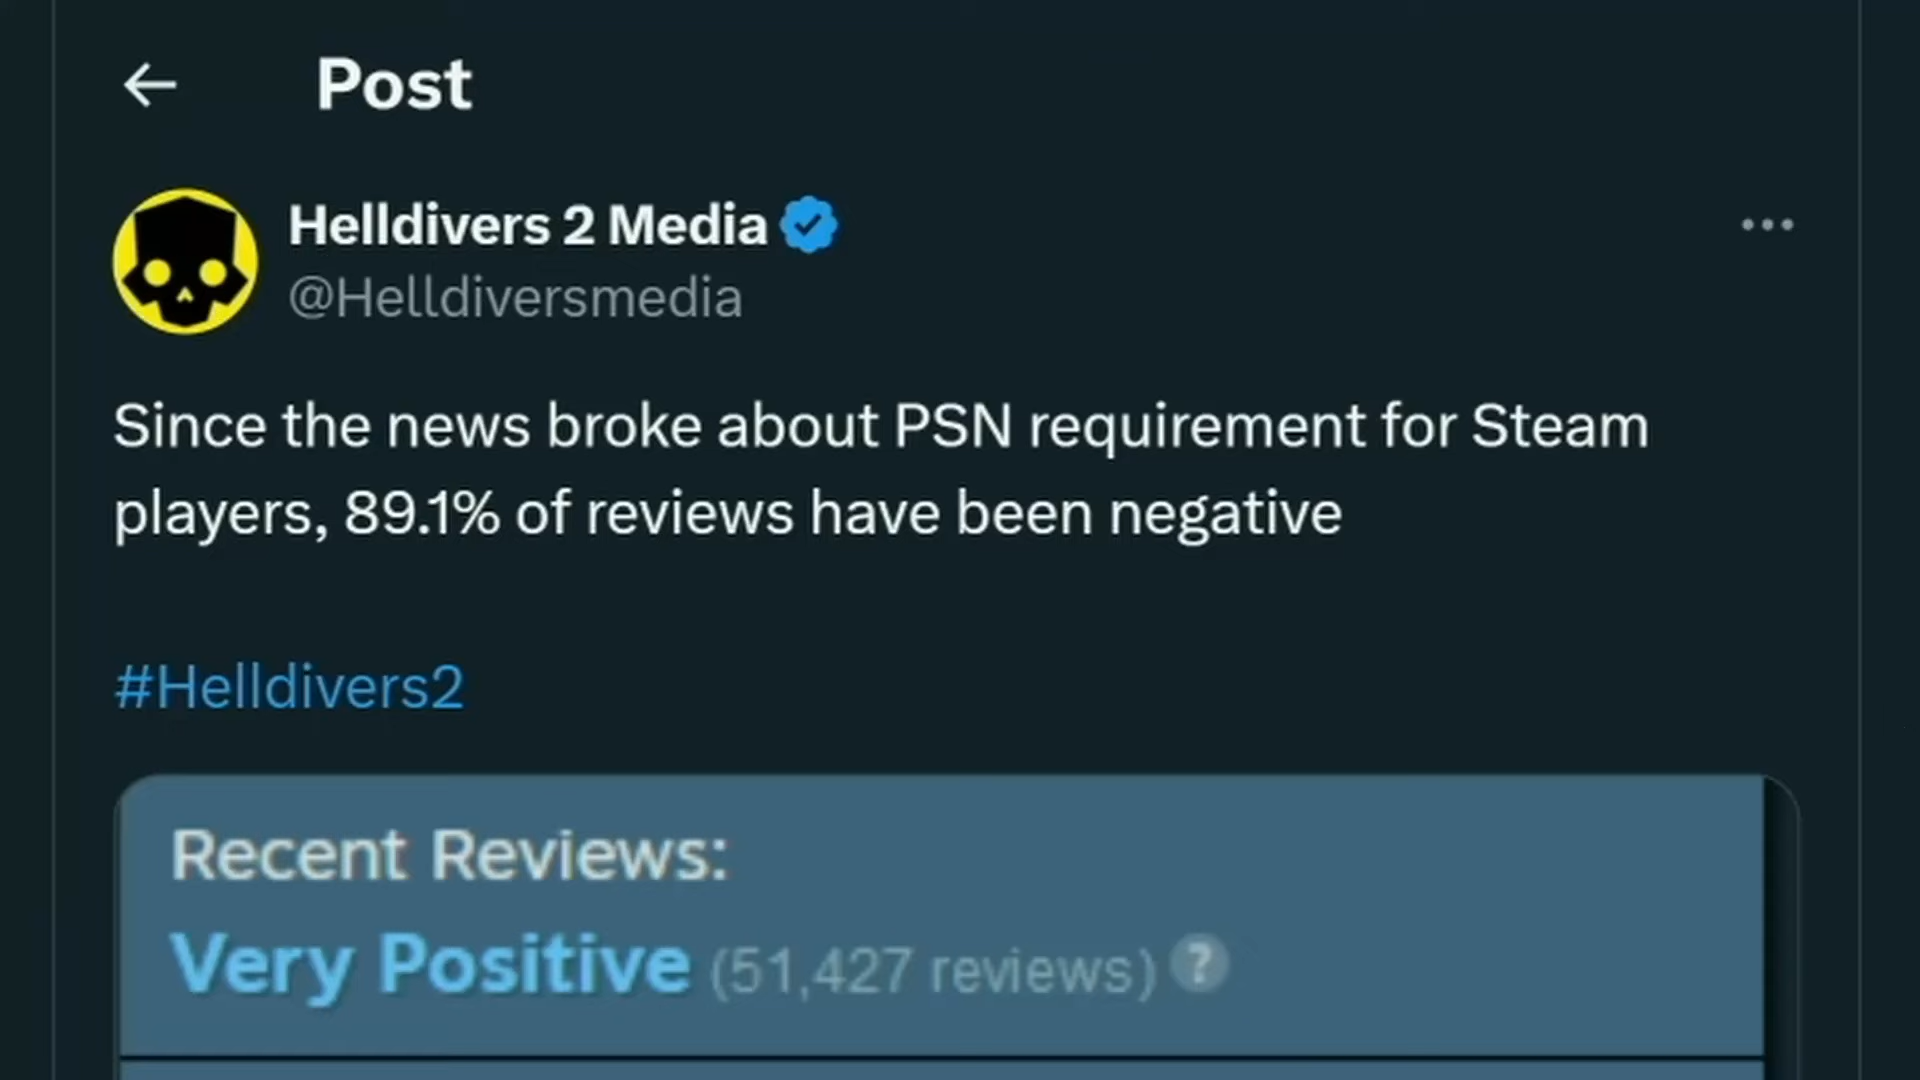 Post
Helldivers 2 Media
@Helldiversmedia
Since the news broke about PSN requirement for Steam
players, 89.1% of reviews have been negative
#Helldivers2
Recent Reviews:
Very Positive (51,427 reviews) ?